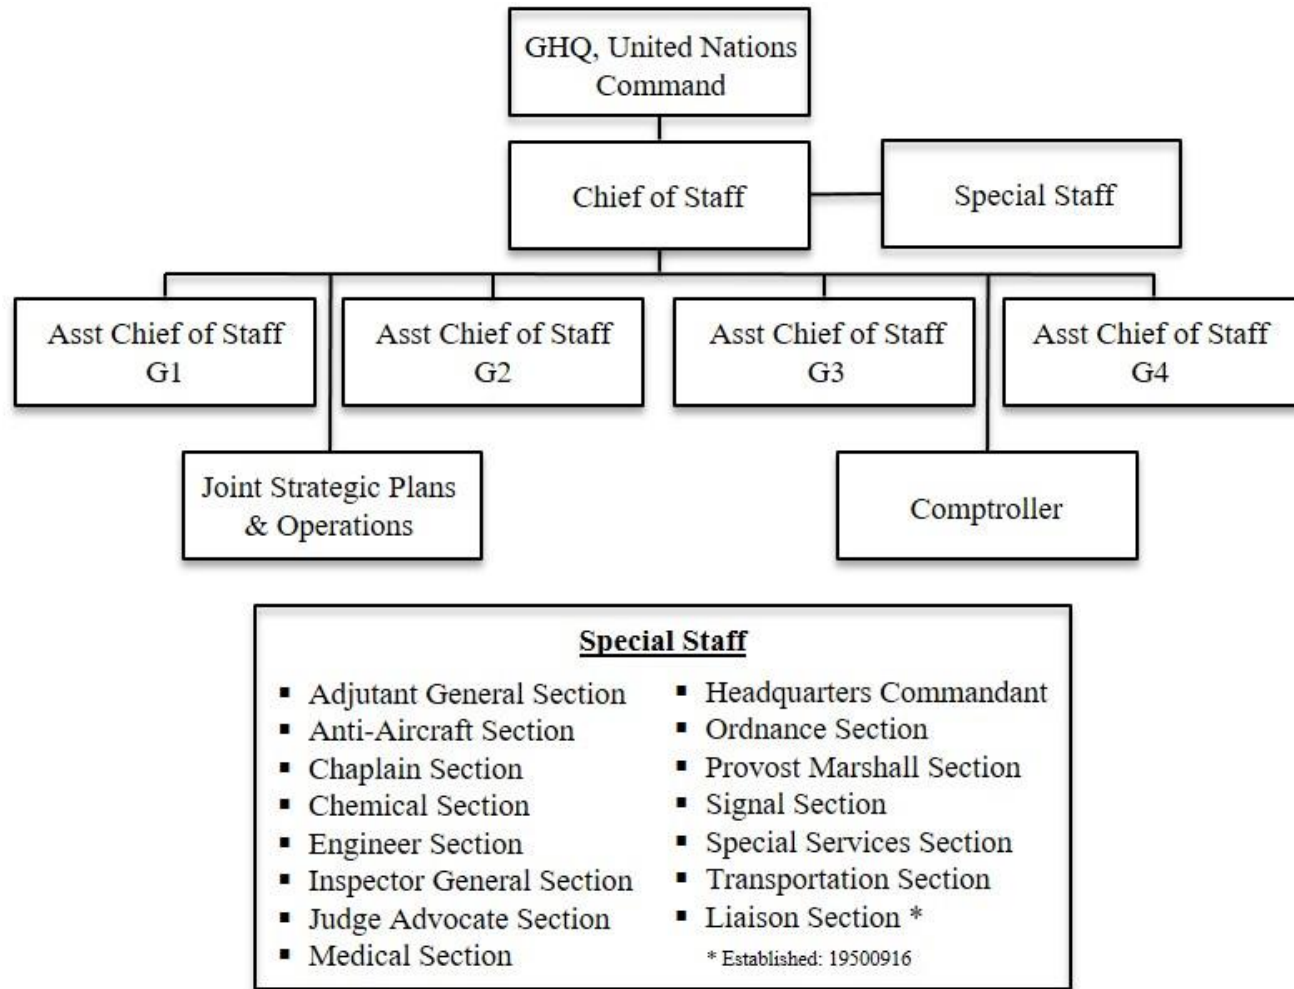 GHQ, United Nations
Command
Chief of Staff
Special Staff
Asst Chief of Staff
G1
Asst Chief of Staff
G2
Asst Chief of Staff
G3
Asst Chief of Staff
G4
Joint Strategic Plans
& Operations
Comptroller
Special Staff
▪ Adjutant General Section
▪ Anti-Aircraft Section
▪ Chaplain Section
▪ Chemical Section
▪ Engineer Section
▪ Inspector General Section
▪ Judge Advocate Section
▪ Medical Section
▪ Headquarters Commandant
▪ Ordnance Section
▪ Provost Marshall Section
▪ Signal Section
▪ Special Services Section
▪ Transportation Section
▪ Liaison Section *
* Established: 19500916